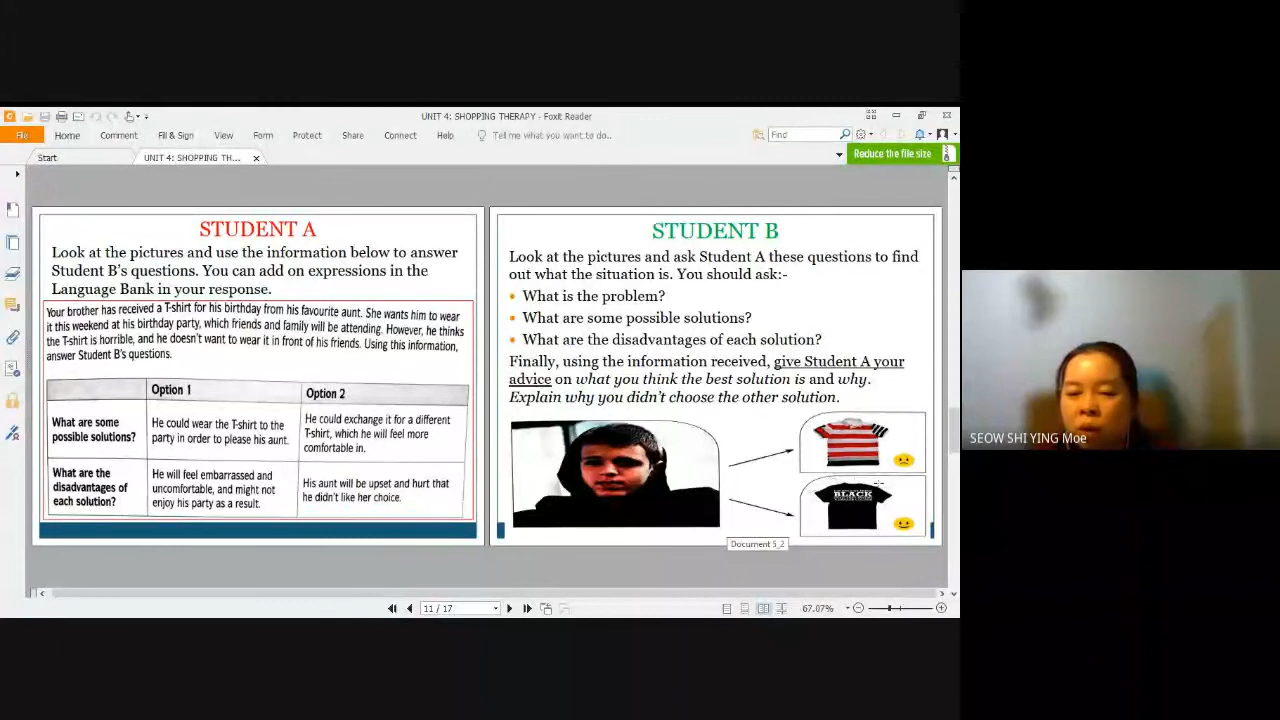 UNIT 4: SHOPPING THERAPY - Foxit Reader
File Home Comment Fill & Sign View Form Protect Share Connect Help Tell me what you want to do.. Find
Start UNIT 4: SHOPPING TH... Reduce the file size
STUDENT A
Look at the pictures and use the information below to answer
Student B's questions. You can add on expressions in the
Language Bank in your response.
Your brother has received a T-shirt for his birthday from his favourite aunt. She wants him to wear
it this weekend at his birthday party, which friends and family will be attending. However, he thinks
the T-shirt is horrible, and he doesn't want to wear it in front of his friends. Using this information,
answer Student B's questions.
Option 1 Option 2
What are some
possible solutions?
He could wear the T-shirt to the
party in order to please his aunt.
He could exchange it for a different
T-shirt, which he will feel more
comfortable in.
What are the
disadvantages of
each solution?
He will feel embarrassed and
uncomfortable, and might not
enjoy his party as a result.
His aunt will be upset and hurt that
he didn't like her choice.
STUDENT B
Look at the pictures and ask Student A these questions to find
out what the situation is. You should ask:-
• What is the problem?
• What are some possible solutions?
• What are the disadvantages of each solution?
Finally, using the information received, give Student A your
advice on what you think the best solution is and why.
Explain why you didn't choose the other solution.
BLACK
Document 5_2
11 / 17
67.07%
SEOW SHI YING Moe